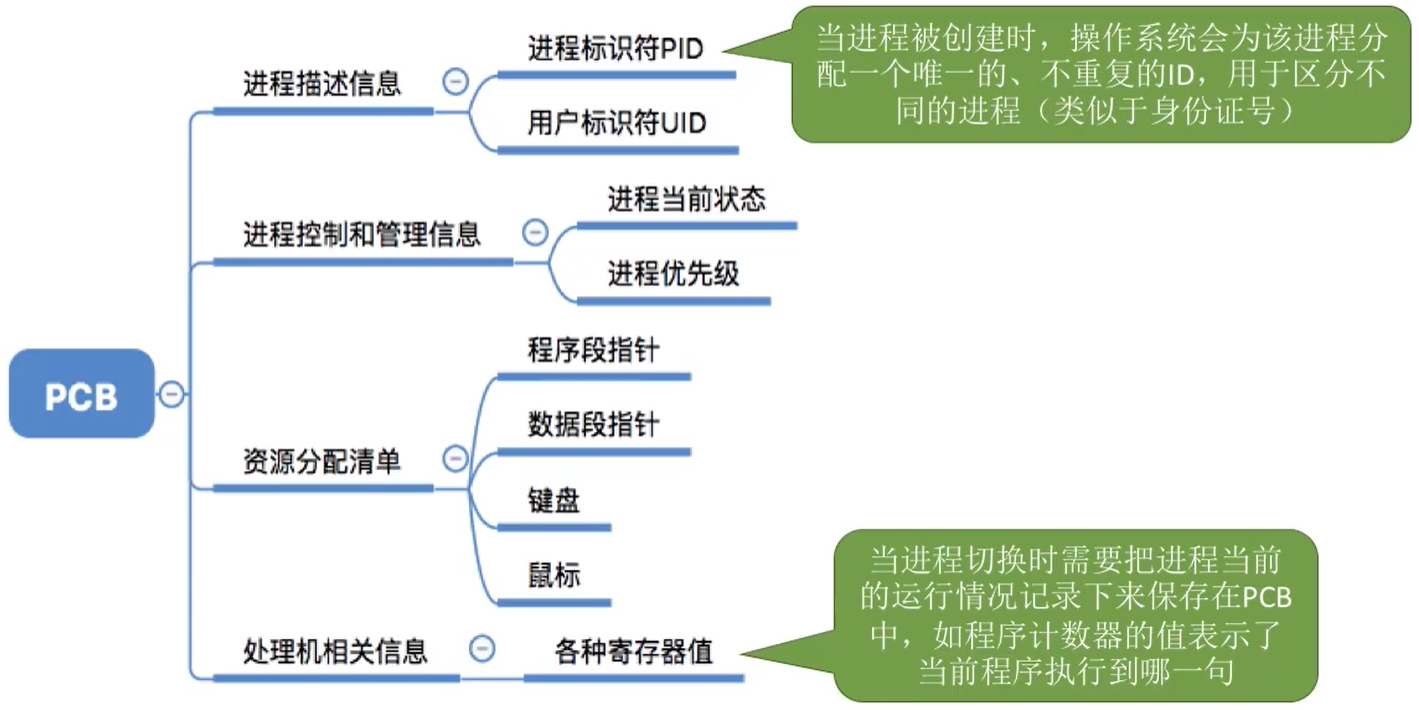 进程标识符PID
当进程被创建时，操作系统会为该进程分
配一个唯一的、不重复的ID，用于区分不
同的进程（类似于身份证号）
进程描述信息
用户标识符UID
进程当前状态
进程控制和管理信息
进程优先级
PCB
程序段指针
数据段指针
资源分配清单
键盘
鼠标
处理机相关信息
各种寄存器值
当进程切换时需要把进程当前
的运行情况记录下来保存在PCB
中，如程序计数器的值表示了
当前程序执行到哪一句